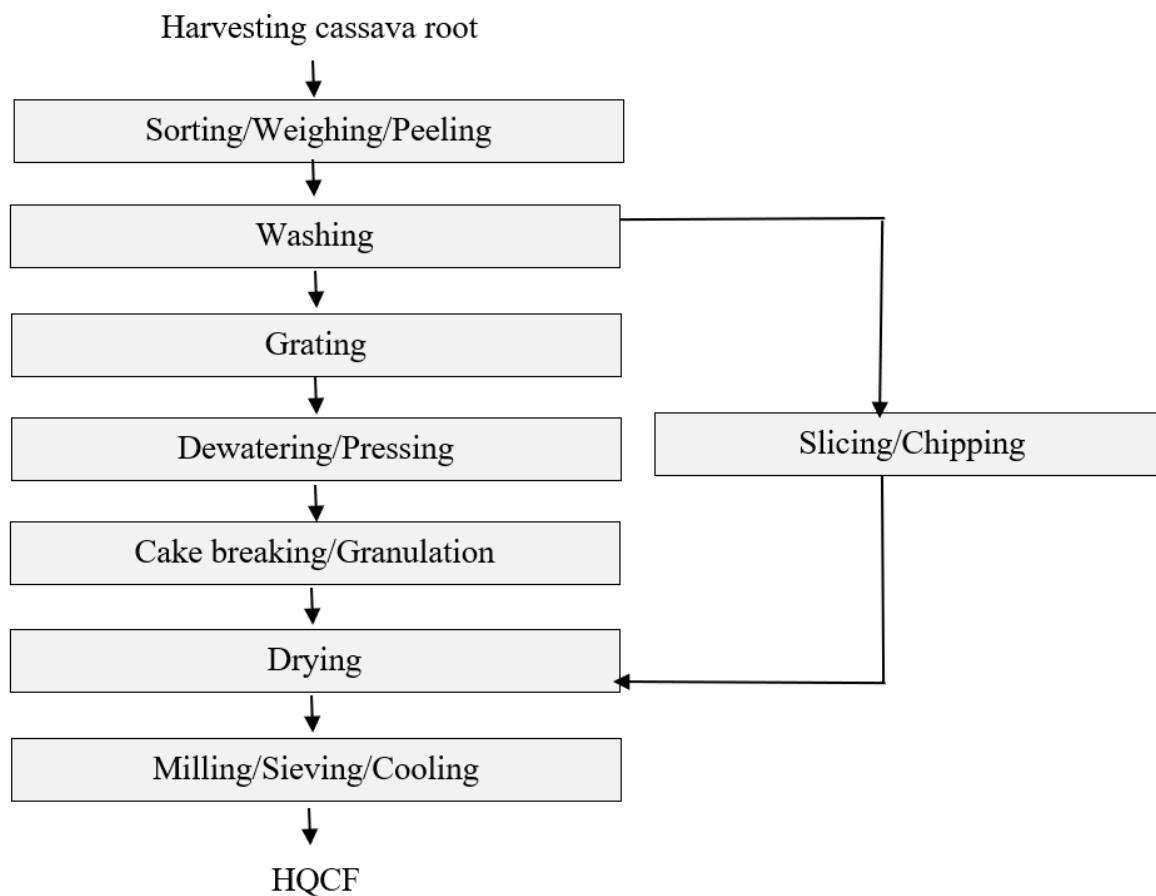 Harvesting cassava root
Sorting/Weighing/Peeling
Washing
Grating
Dewatering/Pressing
Slicing/Chipping
Cake breaking/Granulation
Drying
Milling/Sieving/Cooling
HQCF